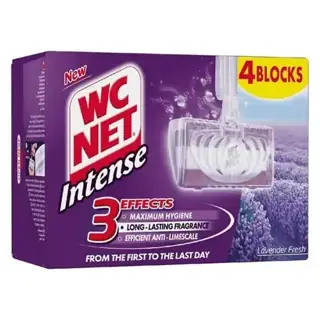 New
4 BLOCKS
WC
NET
Intense
3 EFFECTS
MAXIMUM HYGIENE
LONG-LASTING FRAGRANCE
EFFICIENT ANTI-LIMESCALE
Lavender Fresh
FROM THE FIRST TO THE LAST DAY